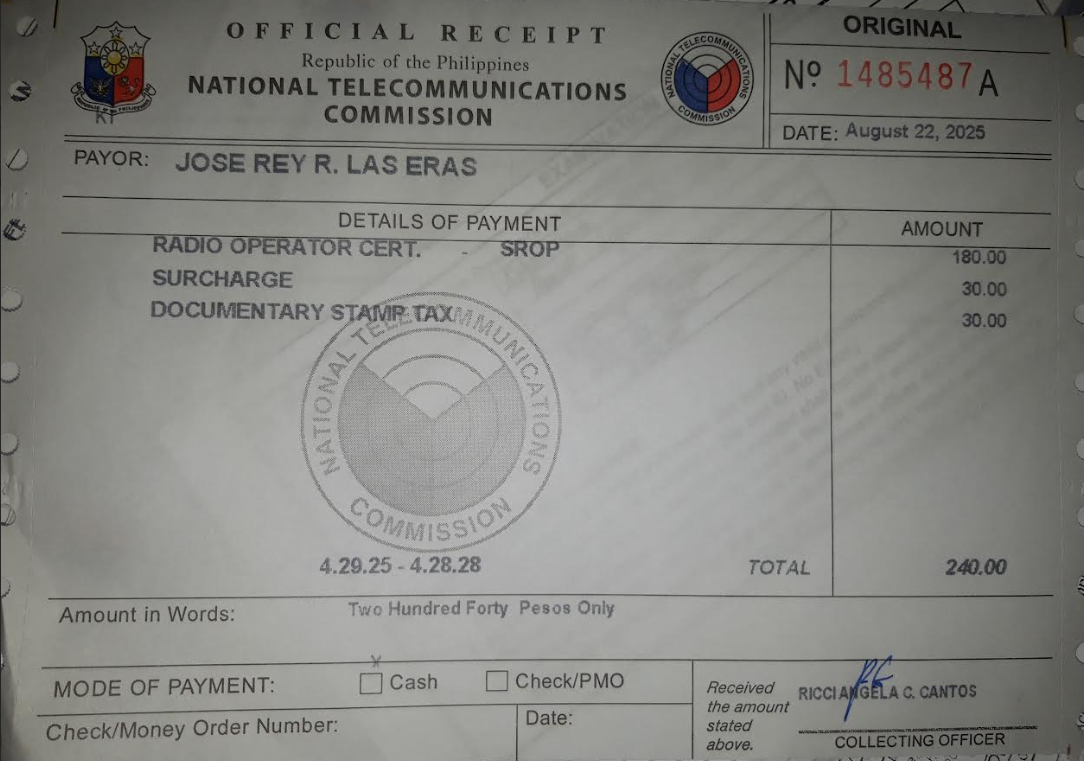 OFFICIAL RECEIPT
Republic of the Philippines
NATIONAL TELECOMMUNICATIONS
COMMISSION
NATIONAL TELECOMMUNICATIONS COMMISSION
ORIGINAL
Nº 1485487 A
DATE: August 22, 2025
PAYOR: JOSE REY R. LAS ERAS
DETAILS OF PAYMENT AMOUNT
RADIO OPERATOR CERT. - SROP 180.00
SURCHARGE 30.00
DOCUMENTARY STAMP TAX 30.00
NATIONAL TELECOMMUNICATIONS COMMISSION
4.29.25 - 4.28.28 TOTAL 240.00
Amount in Words: Two Hundred Forty Pesos Only
MODE OF PAYMENT: x Cash Check/PMO
Check/Money Order Number: Date:
Received
the amount
stated
above.
RICCI ANGELA C. CANTOS
COLLECTING OFFICER